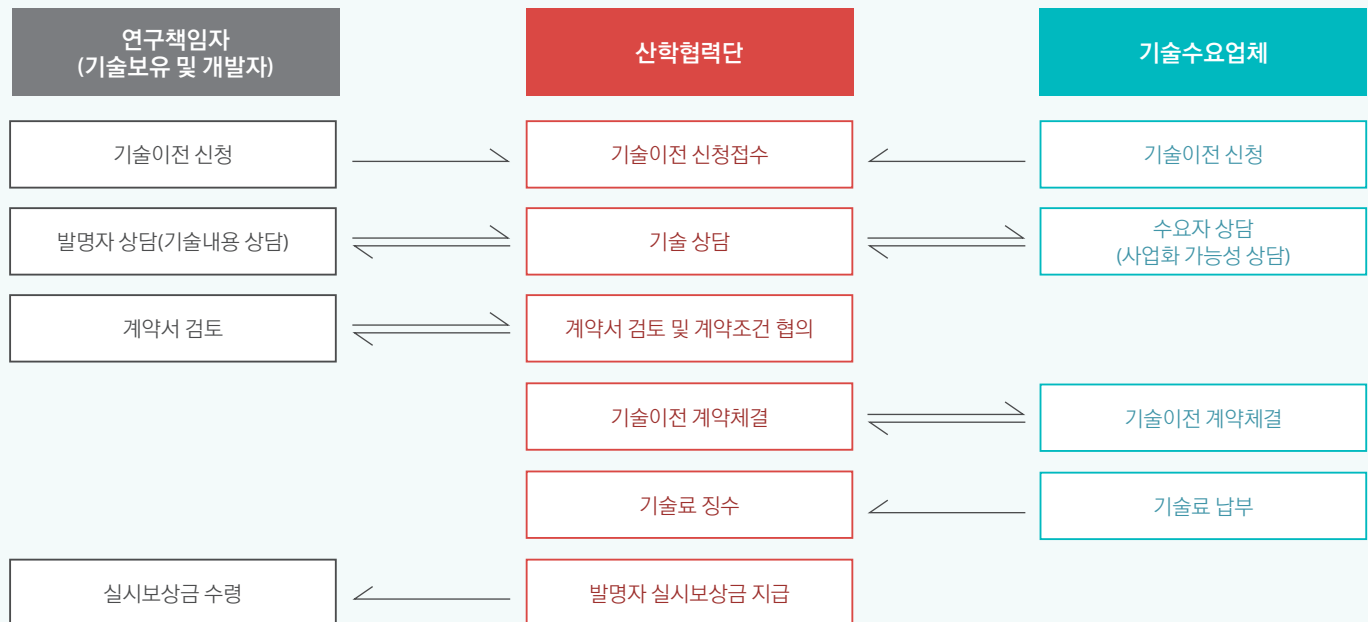 연구책임자
(기술보유 및 개발자)
산학협력단
기술수요업체
기술이전 신청
기술이전 신청접수
기술이전 신청
발명자 상담(기술내용 상담)
기술 상담
수요자 상담
(사업화 가능성 상담)
계약서 검토
계약서 검토 및 계약조건 협의
기술이전 계약체결
기술이전 계약체결
기술료 징수
기술료 납부
실시보상금 수령
발명자 실시보상금 지급